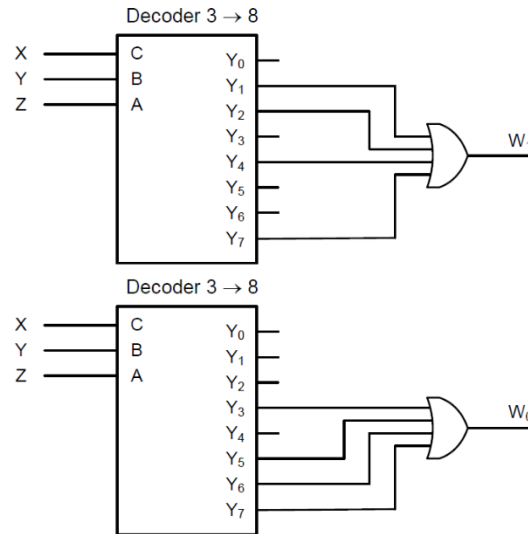 Decoder 3 → 8
X C Y₀
Y B Y₁
Z A Y₂
Y₃
Y₄
Y₅
Y₆
Y₇
W
Decoder 3 → 8
X C Y₀
Y B Y₁
Z A Y₂
Y₃
Y₄
Y₅
Y₆
Y₇
W₀